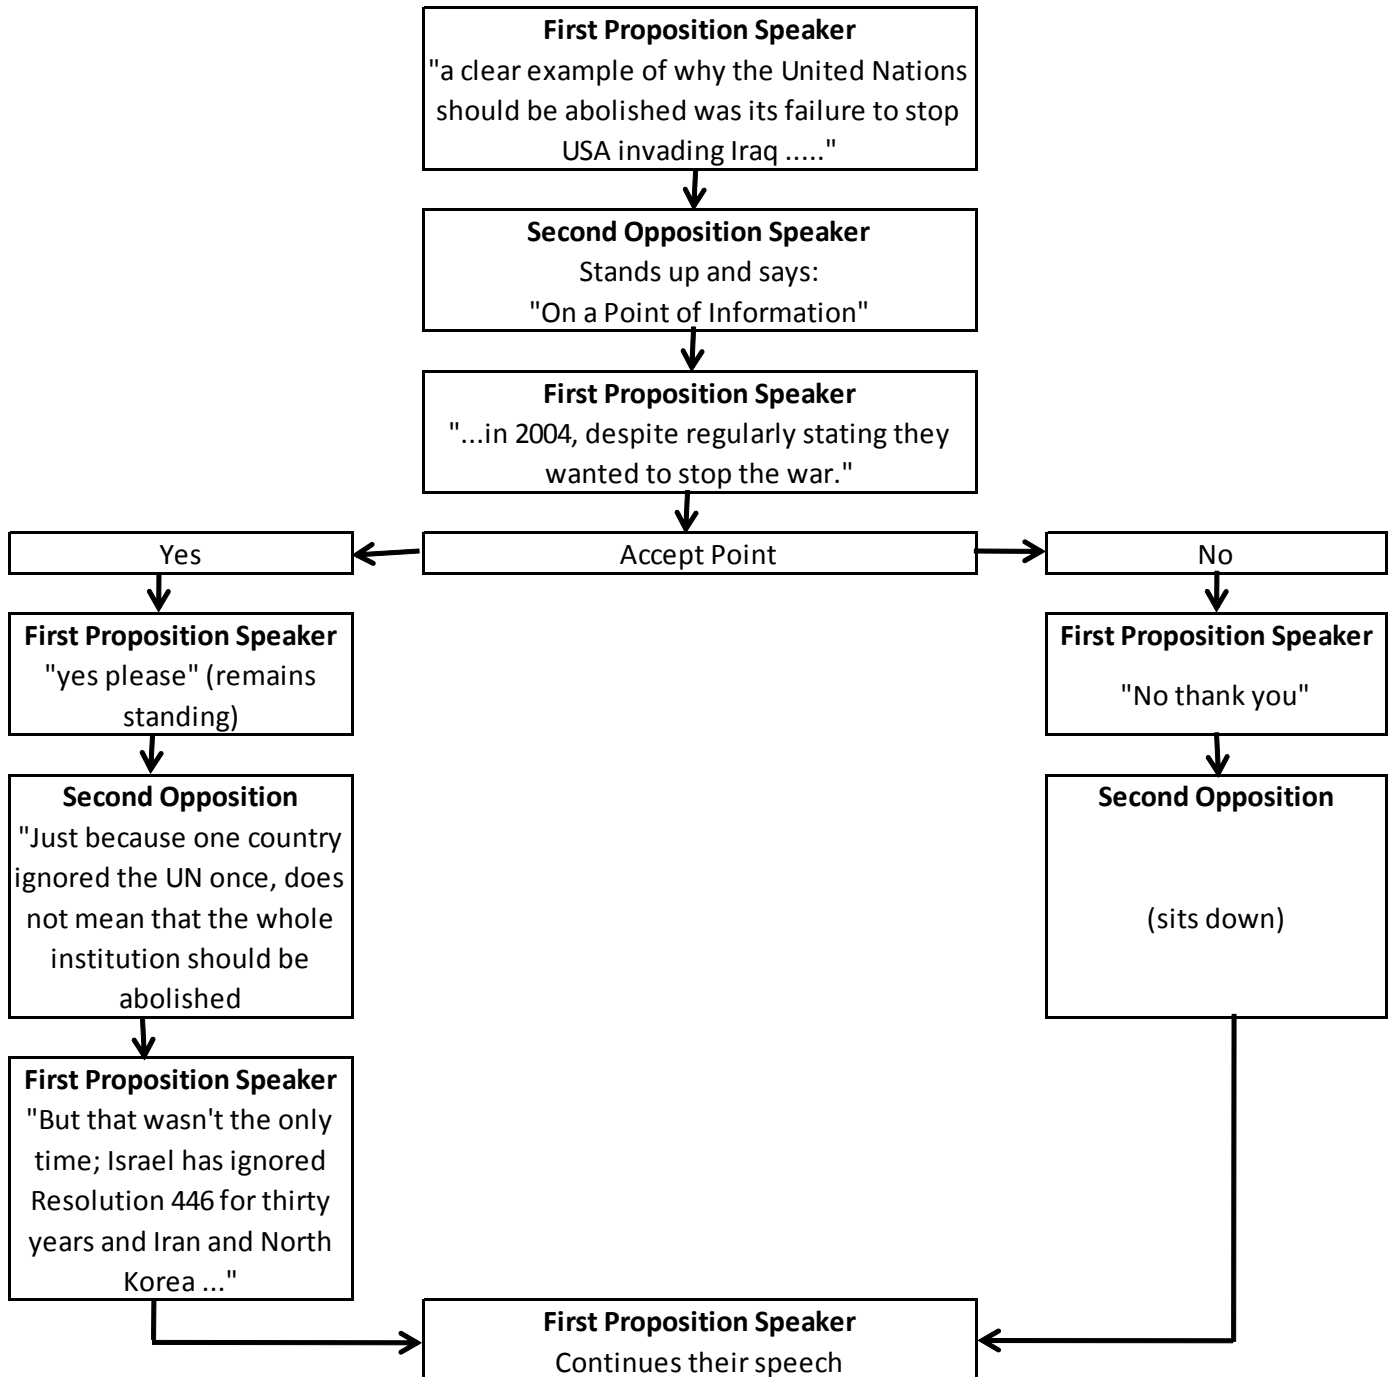 First Proposition Speaker
"a clear example of why the United Nations
should be abolished was its failure to stop
USA invading Iraq ....."
Second Opposition Speaker
Stands up and says:
"On a Point of Information"
First Proposition Speaker
"...in 2004, despite regularly stating they
wanted to stop the war."
Accept Point
Yes
No
First Proposition Speaker
"yes please" (remains
standing)
Second Opposition
"Just because one country
ignored the UN once, does
not mean that the whole
institution should be
abolished
First Proposition Speaker
"But that wasn't the only
time; Israel has ignored
Resolution 446 for thirty
years and Iran and North
Korea ..."
First Proposition Speaker
"No thank you"
Second Opposition
(sits down)
First Proposition Speaker
Continues their speech